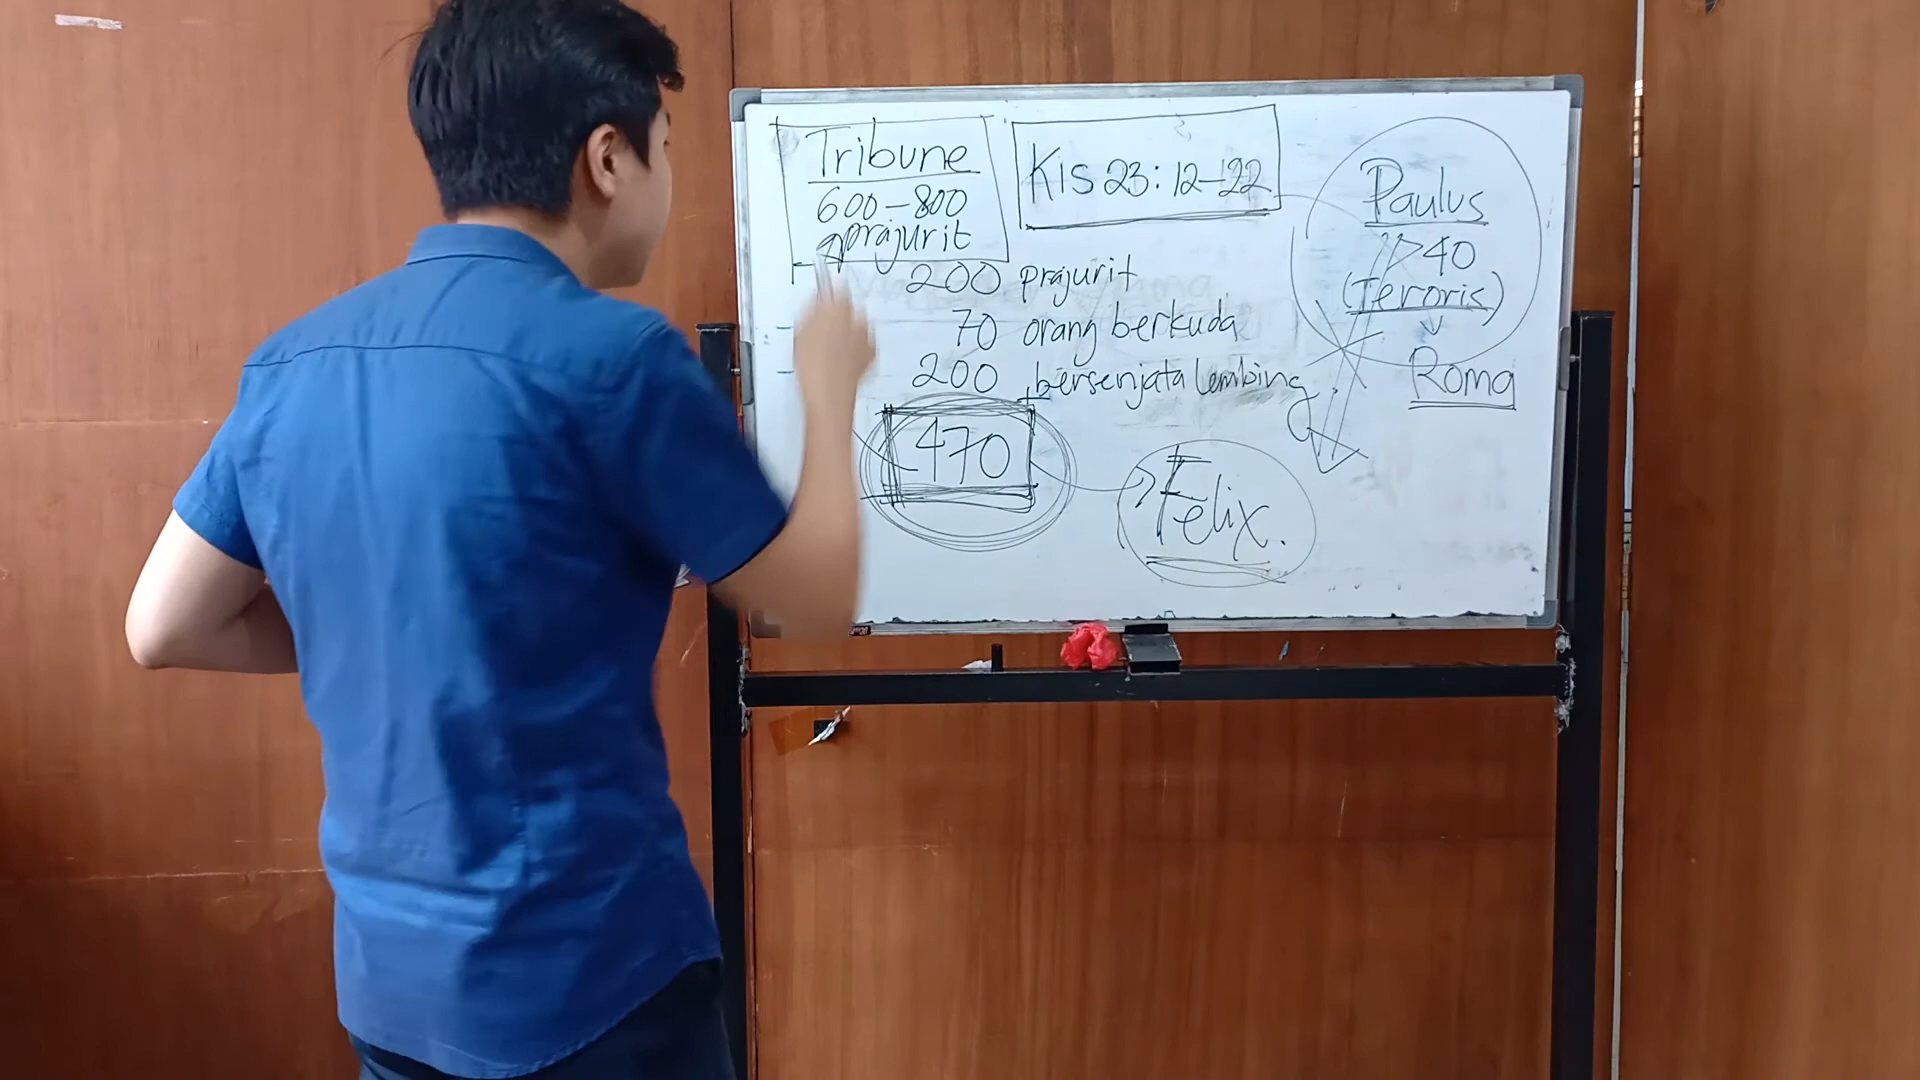 Tribune
600-800
prajurit
Kis 23:12-22
Paulus
>40
(Teroris)
Roma
200 prajurit
70 orang berkuda
200 bersenjata lembing
470
Felix.